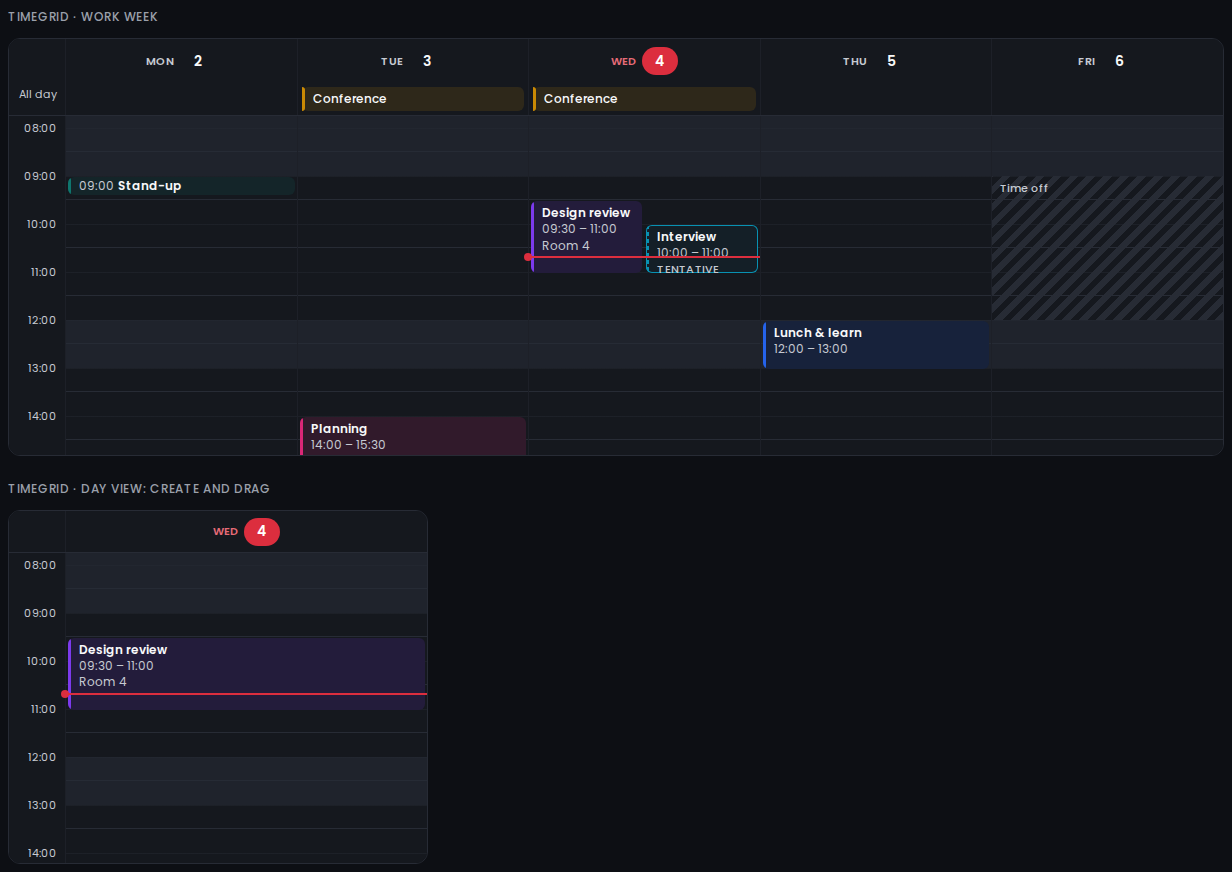 TIMEGRID · WORK WEEK
MON 2
TUE 3
WED 4
THU 5
FRI 6
All day
Conference
Conference
08:00
09:00
09:00 Stand-up
Time off
Design review
09:30 – 11:00
Room 4
10:00
Interview
10:00 – 11:00
TENTATIVE
11:00
12:00
Lunch & learn
12:00 – 13:00
13:00
14:00
Planning
14:00 – 15:30
TIMEGRID · DAY VIEW: CREATE AND DRAG
WED 4
08:00
09:00
Design review
09:30 – 11:00
Room 4
10:00
11:00
12:00
13:00
14:00